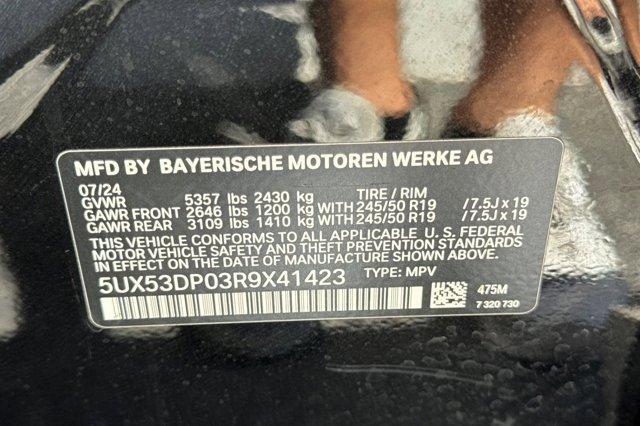 MFD BY BAYERISCHE MOTOREN WERKE AG
07/24 TIRE / RIM
GVWR 5357 lbs 2430 kg
GAWR FRONT 2646 lbs 1200 kg WITH 245/50 R19 / 7.5J x 19
GAWR REAR 3109 lbs 1410 kg WITH 245/50 R19 / 7.5J x 19
THIS VEHICLE CONFORMS TO ALL APPLICABLE U. S. FEDERAL
MOTOR VEHICLE SAFETY AND THEFT PREVENTION STANDARDS
IN EFFECT ON THE DATE OF MANUFACTURE SHOWN ABOVE.
5UX53DP03R9X41423 TYPE: MPV
475M
7 320 730